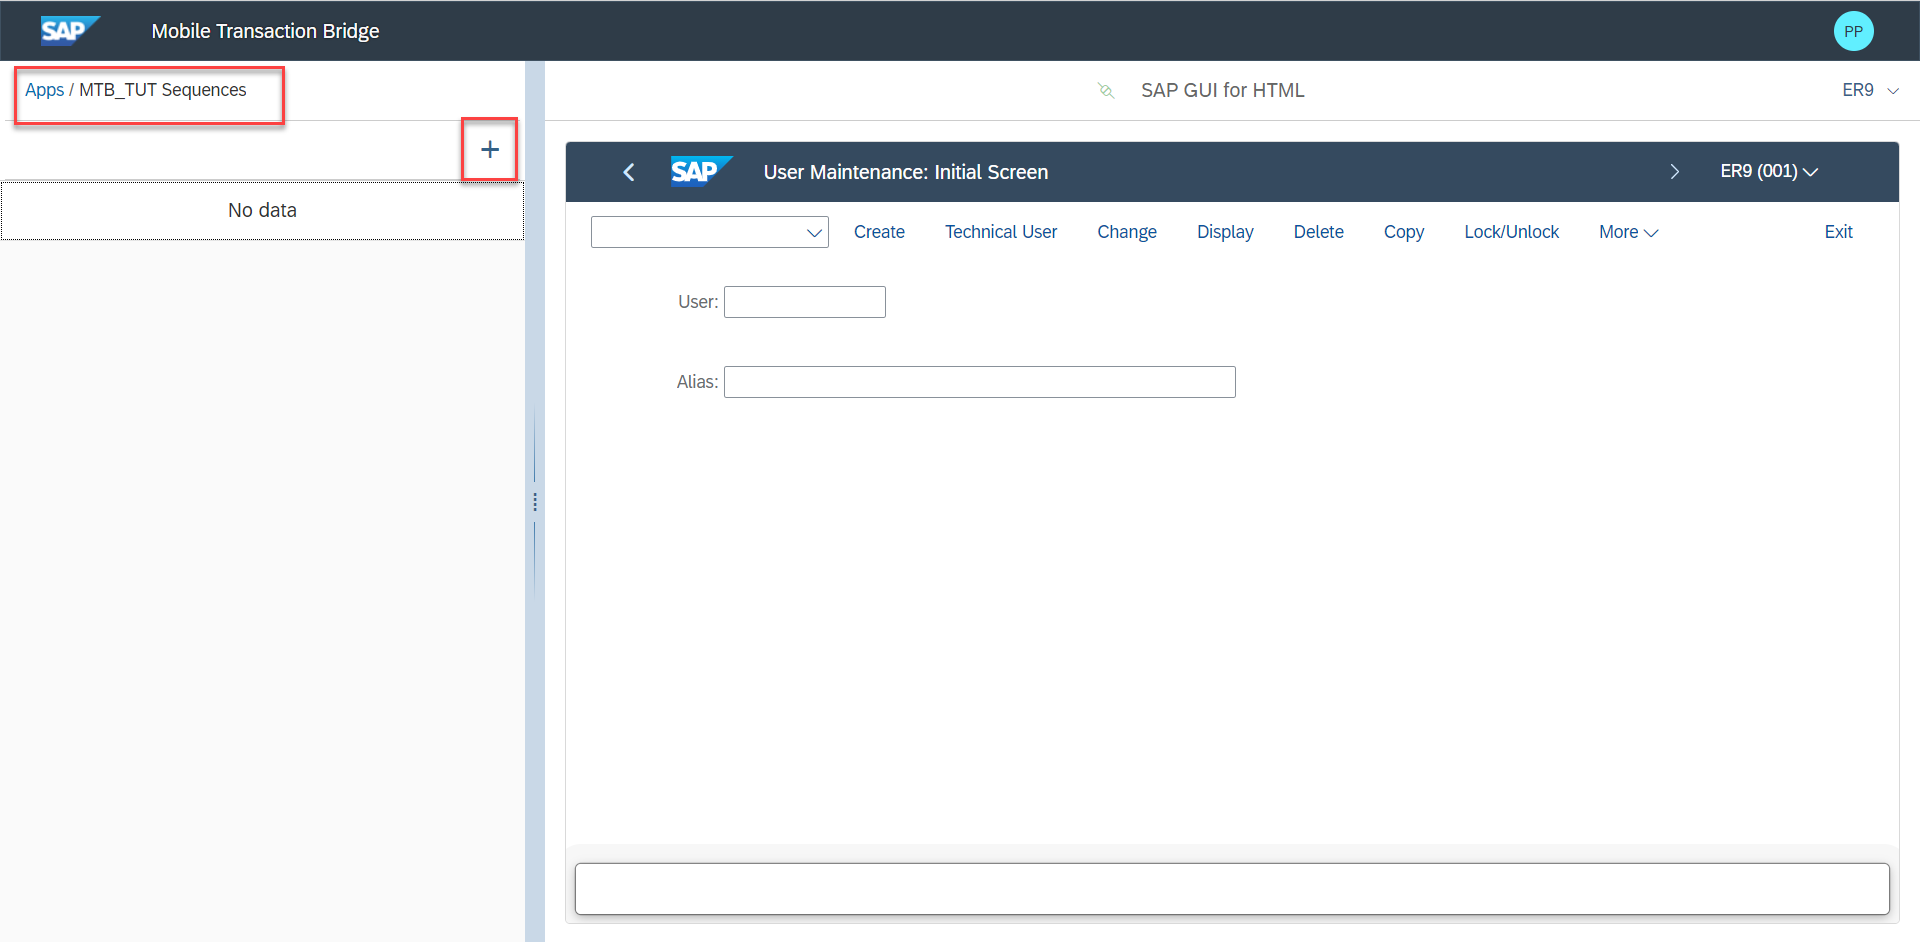 SAP Mobile Transaction Bridge PP
Apps / MTB_TUT Sequences
SAP GUI for HTML ER9
+
No data
SAP User Maintenance: Initial Screen ER9 (001)
Create Technical User Change Display Delete Copy Lock/Unlock More Exit
User:
Alias: